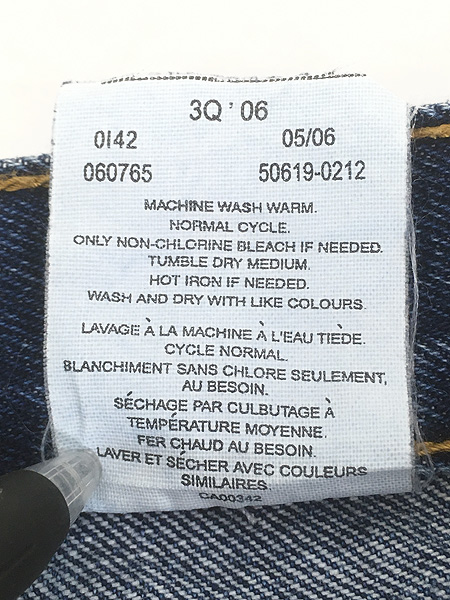 3Q ' 06
0142 05/06
060765 50619-0212
MACHINE WASH WARM.
NORMAL CYCLE.
ONLY NON-CHLORINE BLEACH IF NEEDED.
TUMBLE DRY MEDIUM.
HOT IRON IF NEEDED.
WASH AND DRY WITH LIKE COLOURS.
LAVAGE À LA MACHINE À L'EAU TIÈDE.
CYCLE NORMAL.
BLANCHIMENT SANS CHLORE SEULEMENT,
AU BESOIN.
SÉCHAGE PAR CULBUTAGE À
TEMPÉRATURE MOYENNE.
FER CHAUD AU BESOIN.
LAVER ET SÉCHER AVEC COULEURS
SIMILAIRES.
CA00342